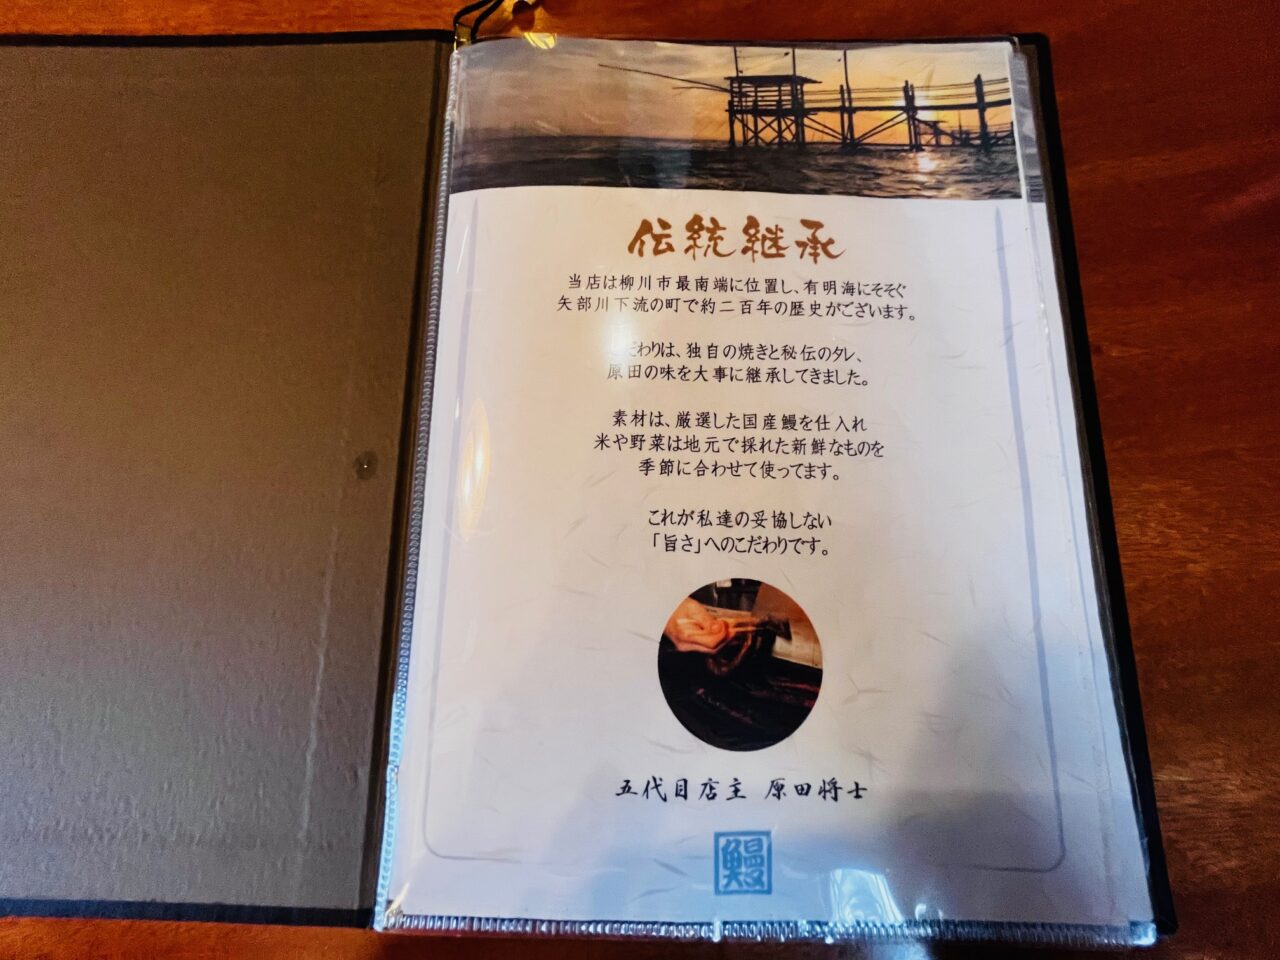 伝統継承
当店は柳川市最南端に位置し、有明海にそそぐ
矢部川下流の町で約二百年の歴史がございます。
こだわりは、独自の焼きと秘伝のタレ、
原田の味を大事に継承してきました。
素材は、厳選した国産鰻を仕入れ
米や野菜は地元で採れた新鮮なものを
季節に合わせて使ってます。
これが私達の妥協しない
「旨さ」へのこだわりです。
五代目店主 原田将士
鰻